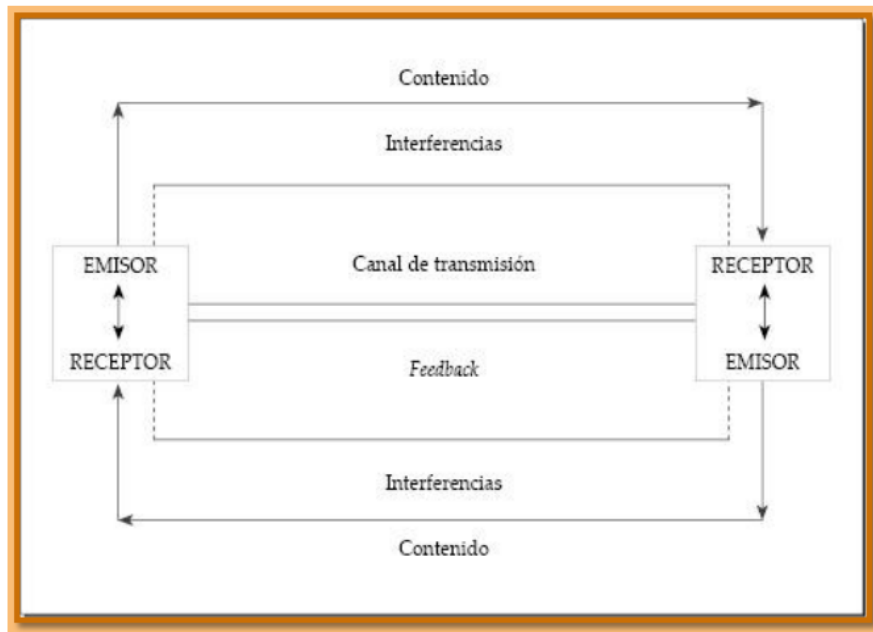 Contenido
Interferencias
EMISOR
Canal de transmisión
RECEPTOR
RECEPTOR
Feedback
EMISOR
Interferencias
Contenido